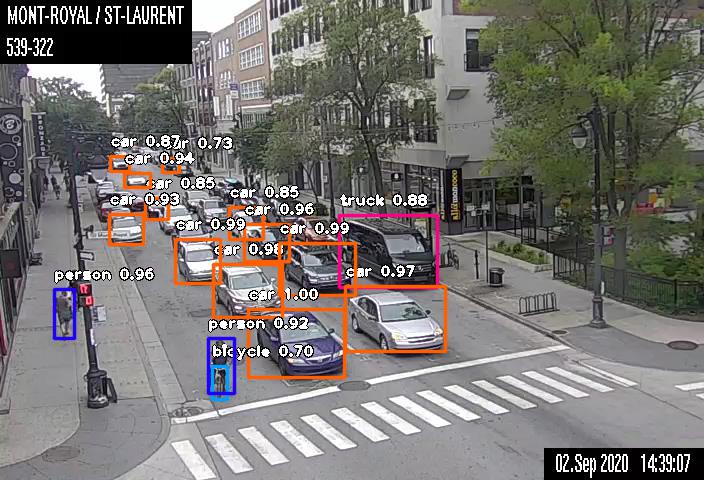 MONT-ROYAL / ST-LAURENT
539-322
car 0.87
car 0.73
car 0.94
car 0.85
car 0.93
car 0.85
car 0.96
truck 0.88
car 0.99
car 0.99
car 0.98
person 0.96
car 0.97
car 1.00
person 0.92
bicycle 0.70
02.Sep 2020 14:39:07